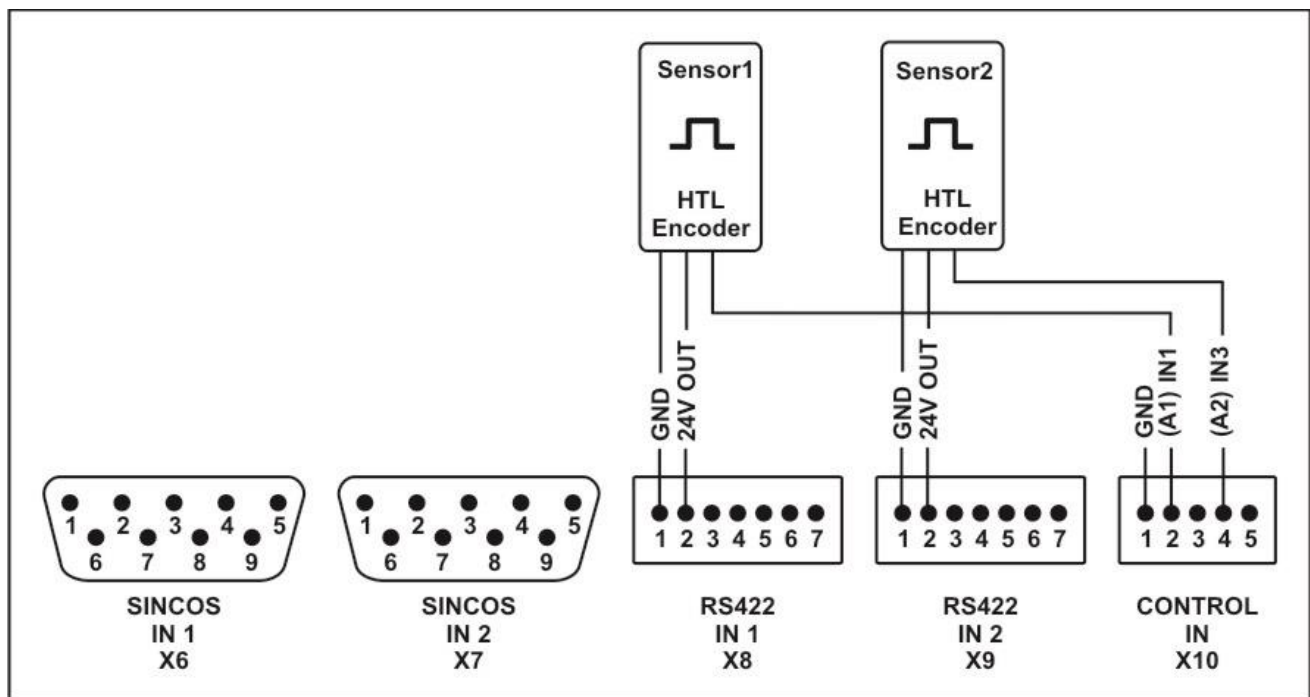 Sensor1
HTL
Encoder
Sensor2
HTL
Encoder
GND
24V OUT
GND
24V OUT
GND
(A1) IN1
(A2) IN3
1 2 3 4 5
6 7 8 9
SINCOS
IN 1
X6
1 2 3 4 5
6 7 8 9
SINCOS
IN 2
X7
1 2 3 4 5 6 7
RS422
IN 1
X8
1 2 3 4 5 6 7
RS422
IN 2
X9
1 2 3 4 5
CONTROL
IN
X10